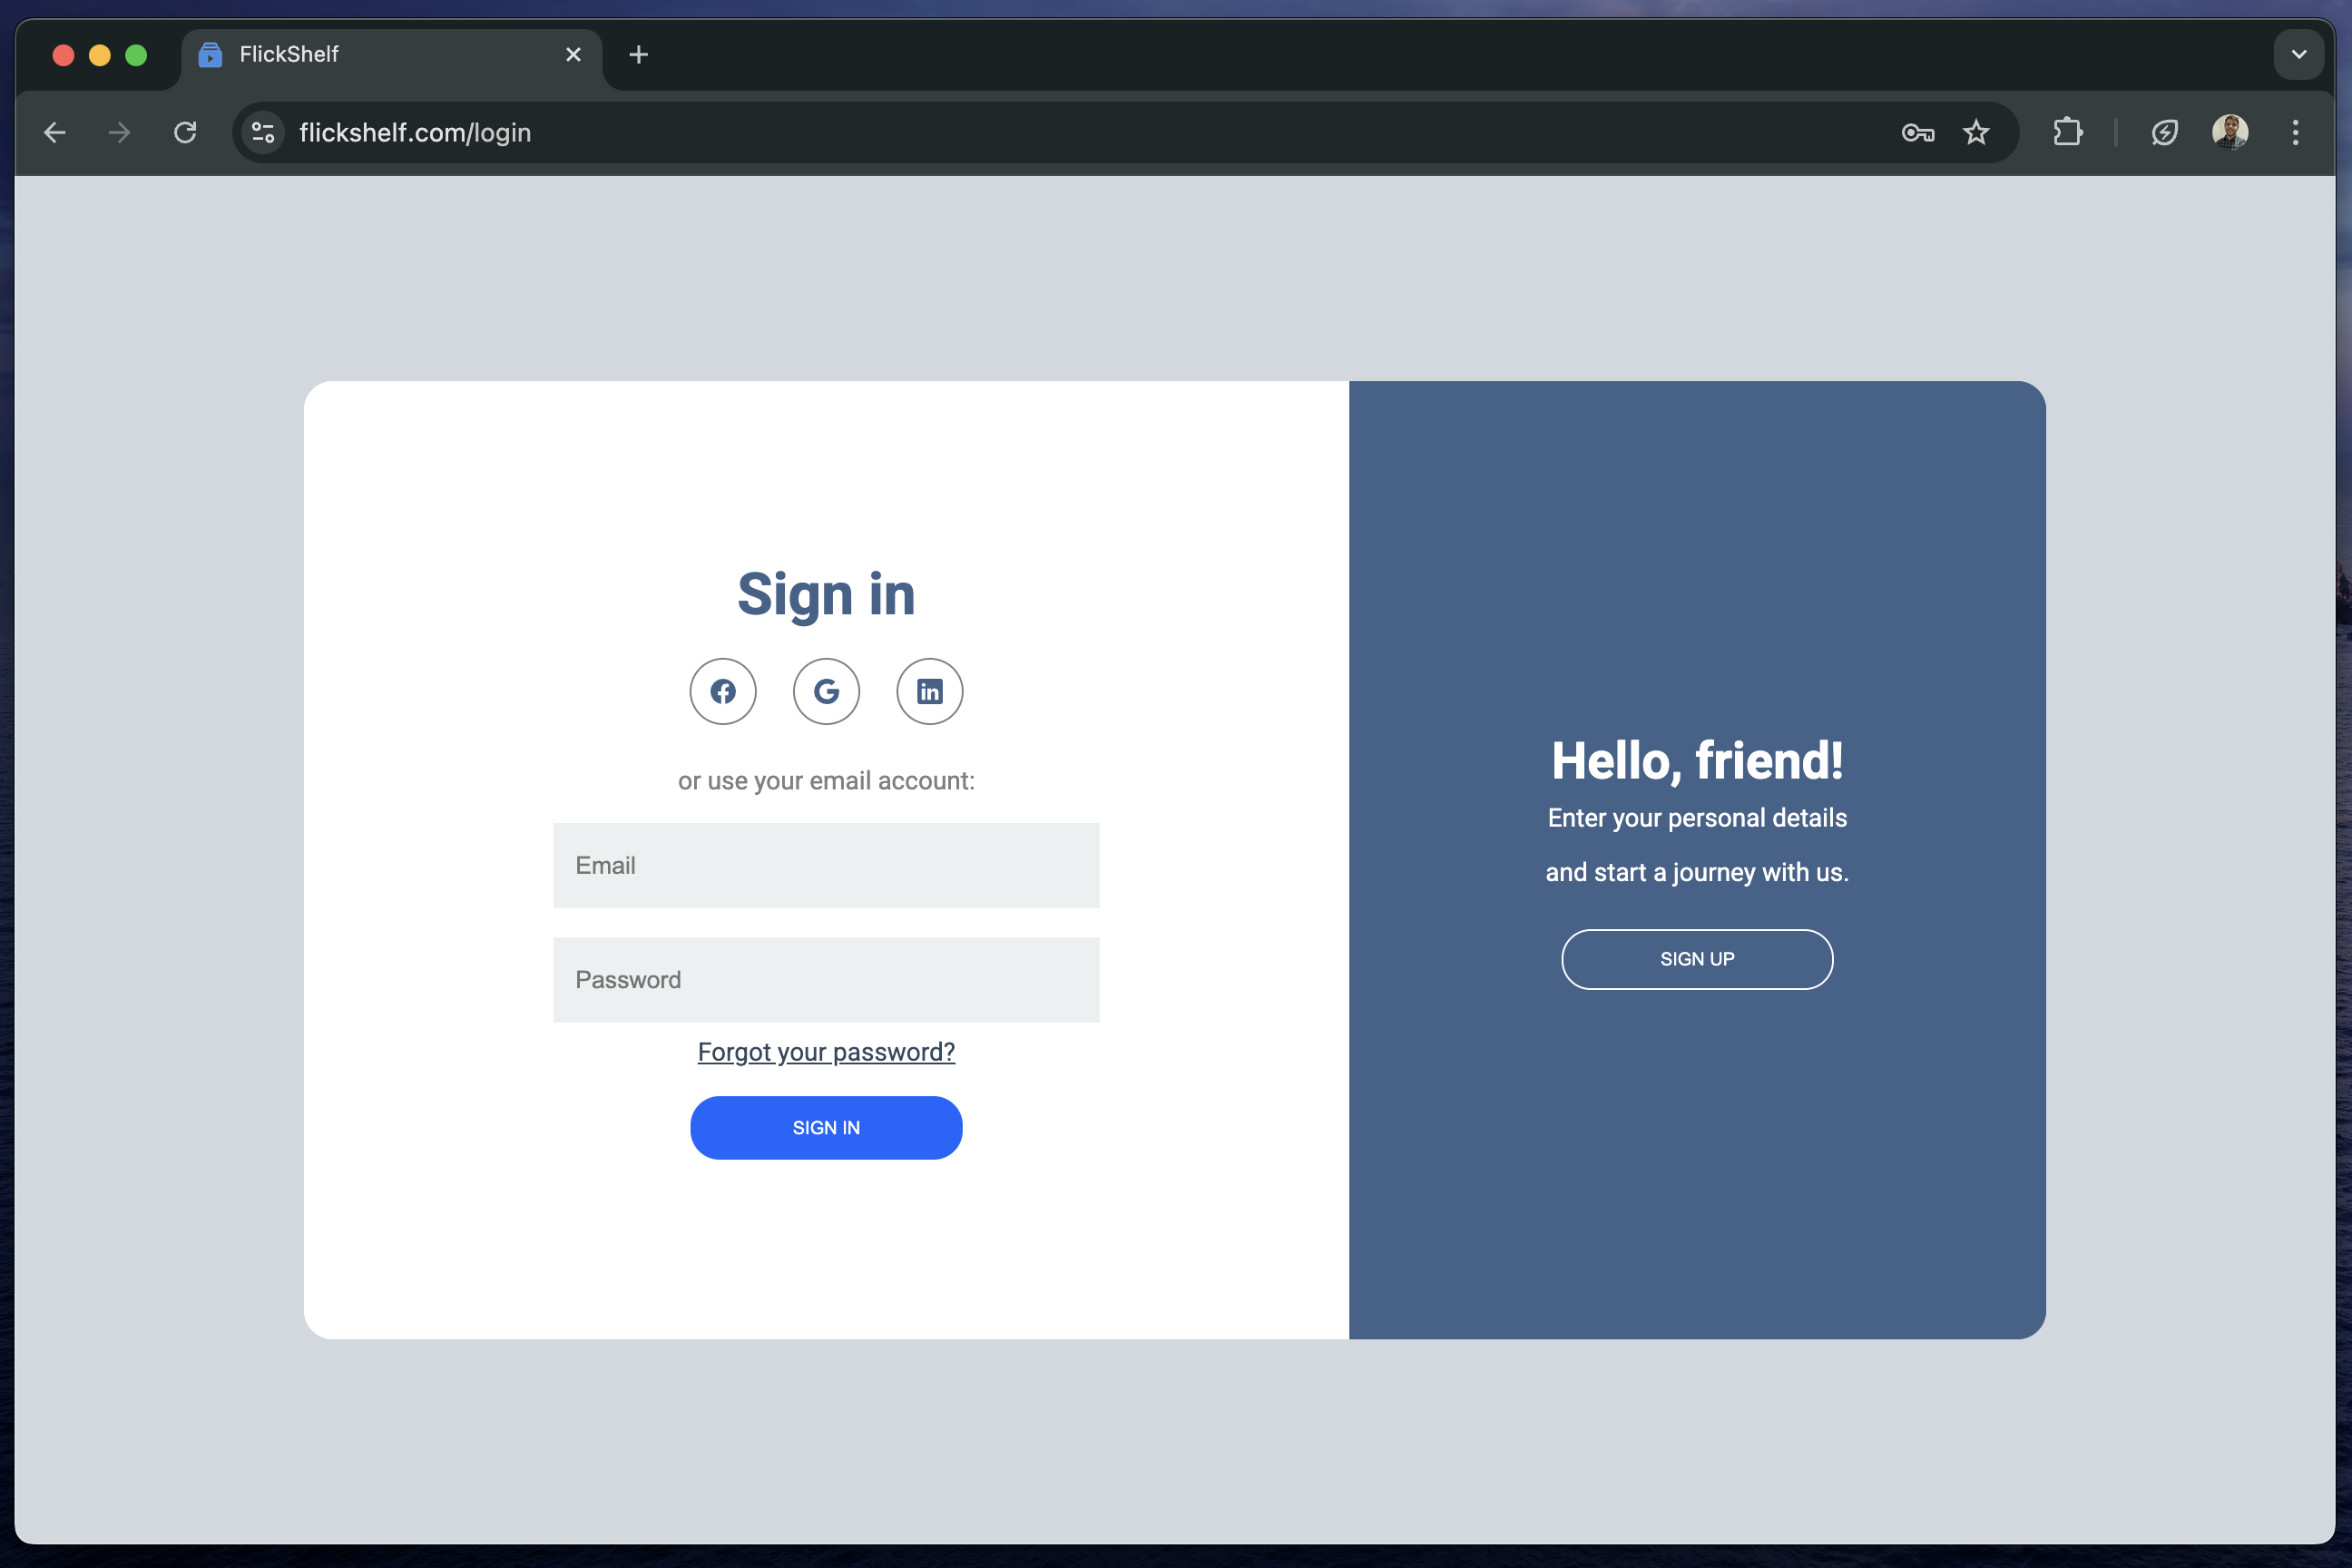 FlickShelf
flickshelf.com/login
Sign in
or use your email account:
Email
Password
Forgot your password?
SIGN IN
Hello, friend!
Enter your personal details
and start a journey with us.
SIGN UP